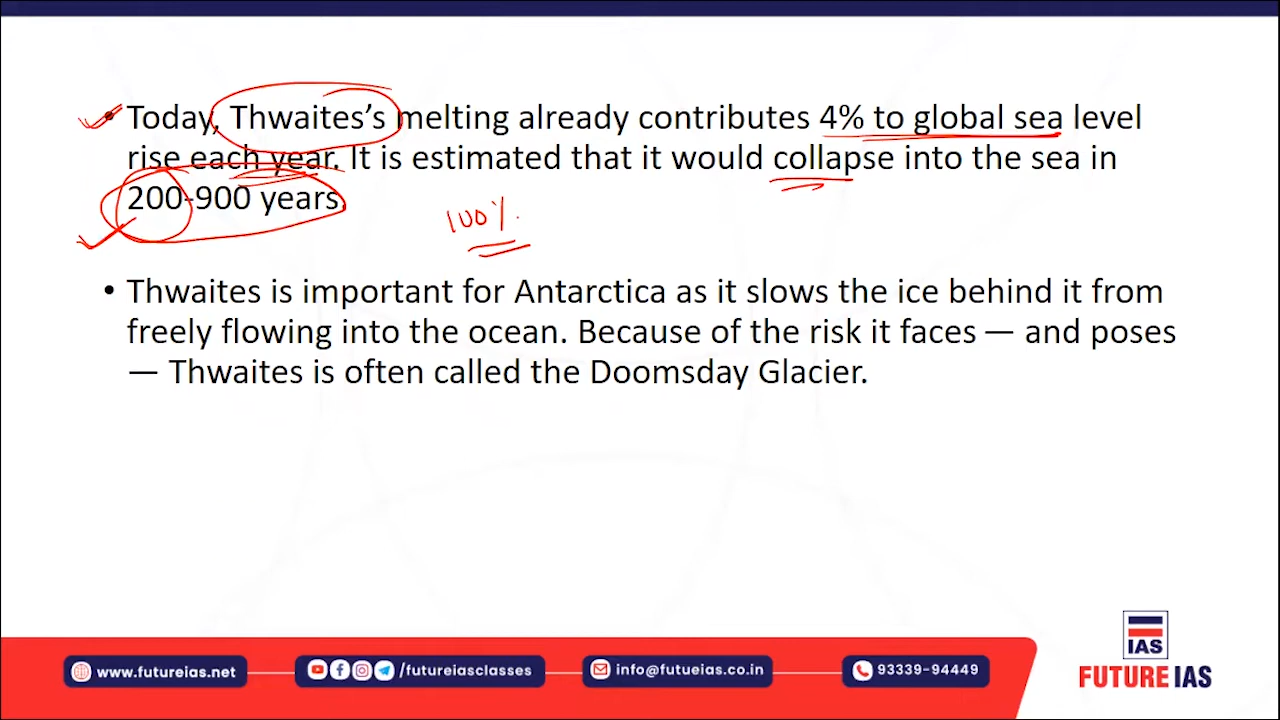 • Today, Thwaites’s melting already contributes 4% to global sea level
rise each year. It is estimated that it would collapse into the sea in
200-900 years.
100%
• Thwaites is important for Antarctica as it slows the ice behind it from
freely flowing into the ocean. Because of the risk it faces — and poses
— Thwaites is often called the Doomsday Glacier.
IAS
FUTURE IAS
www.futureias.net
/futureiasclasses
info@futueias.co.in
93339-94449